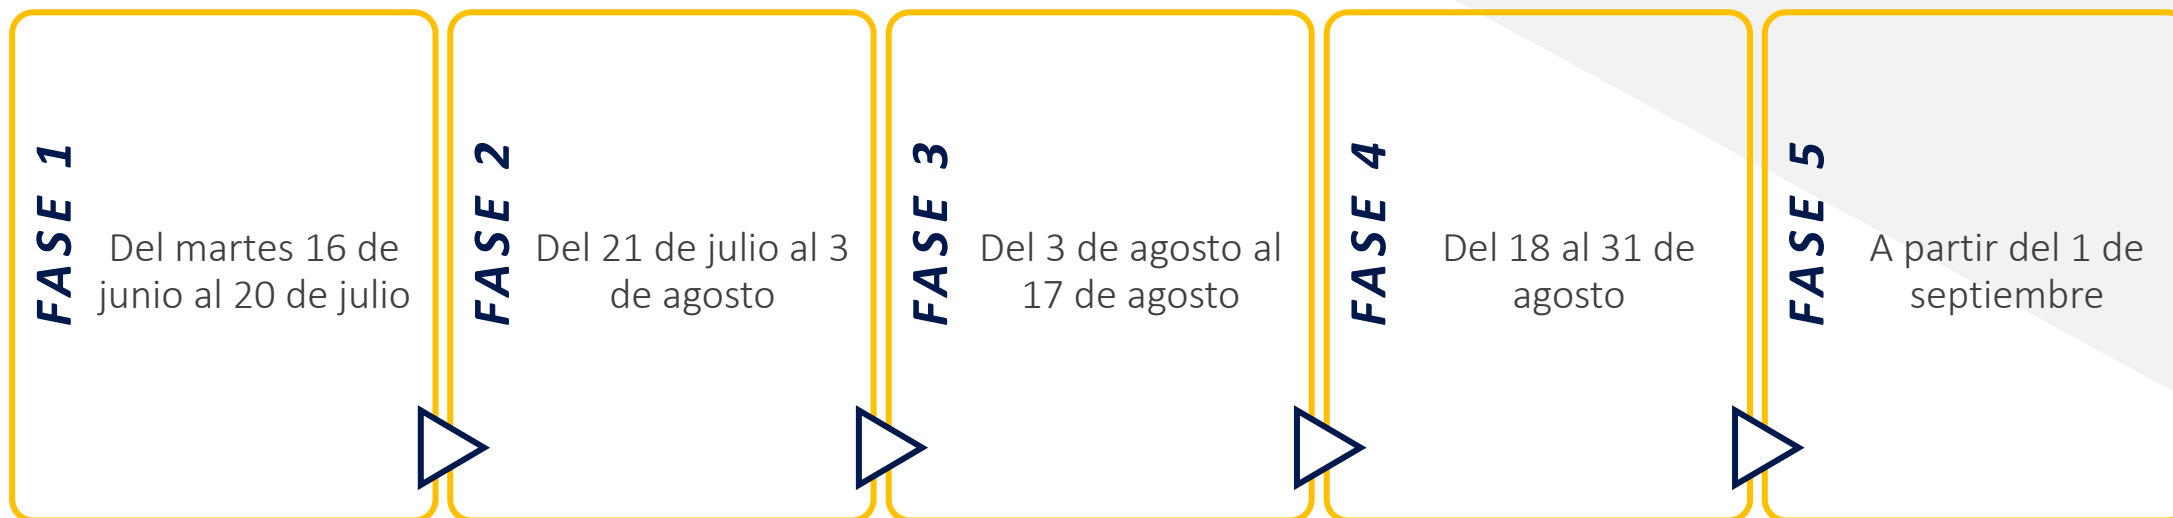 FASE 1
Del martes 16 de
junio al 20 de julio
FASE 2
Del 21 de julio al 3
de agosto
FASE 3
Del 3 de agosto al
17 de agosto
FASE 4
Del 18 al 31 de
agosto
FASE 5
A partir del 1 de
septiembre